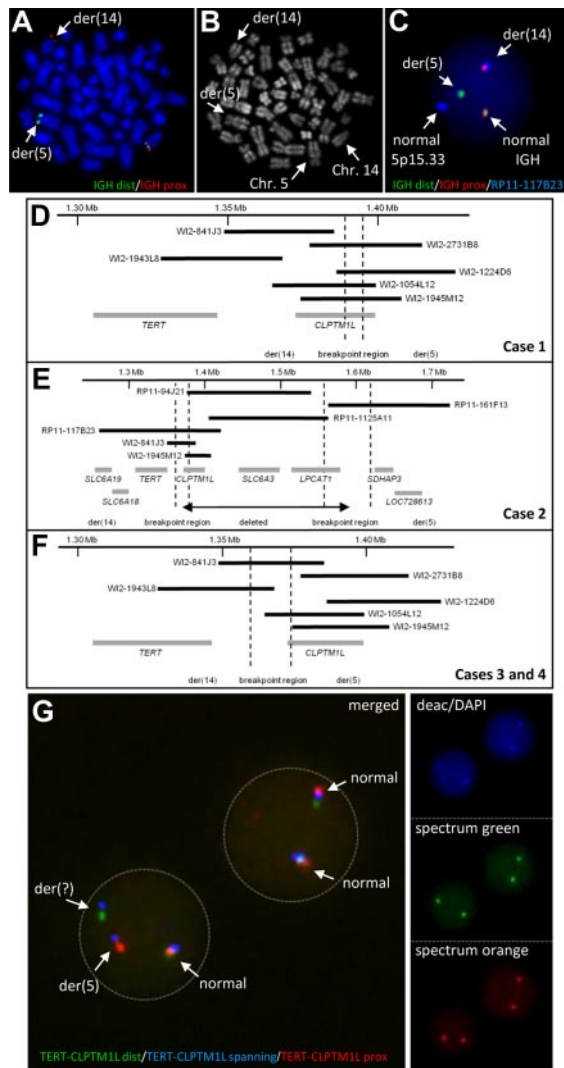 A
der(14)
der(5)
IGH dist/IGH prox
B
der(14)
der(5)
Chr. 5
Chr. 14
C
der(14)
der(5)
normal 5p15.33
normal IGH
IGH dist/IGH prox/RP11-117B23
D
1.30 Mb 1.35 Mb 1.40 Mb
WI2-841J3
WI2-2731B8
WI2-1943L8
WI2-1224D6
WI2-1054L12
WI2-1945M12
TERT CLPTM1L
der(14) breakpoint region der(5)
Case 1
E
1.3 Mb 1.4 Mb 1.5 Mb 1.6 Mb 1.7 Mb
RP11-94J21
RP11-161F13
RP11-1125A11
RP11-117B23
WI2-841J3
WI2-1945M12
SLC6A19 TERT CLPTM1L SLC6A3 LPCAT1 SDHAP3
SLC6A18 LOC728613
der(14) breakpoint region deleted breakpoint region der(5)
Case 2
F
1.30 Mb 1.35 Mb 1.40 Mb
WI2-841J3
WI2-2731B8
WI2-1943L8
WI2-1224D6
WI2-1054L12
WI2-1945M12
TERT CLPTM1L
der(14) breakpoint region der(5)
Cases 3 and 4
G
merged
normal
normal
der(?)
der(5)
normal
TERT-CLPTM1L dist/TERT-CLPTM1L spanning/TERT-CLPTM1L prox
deac/DAPI
spectrum green
spectrum orange